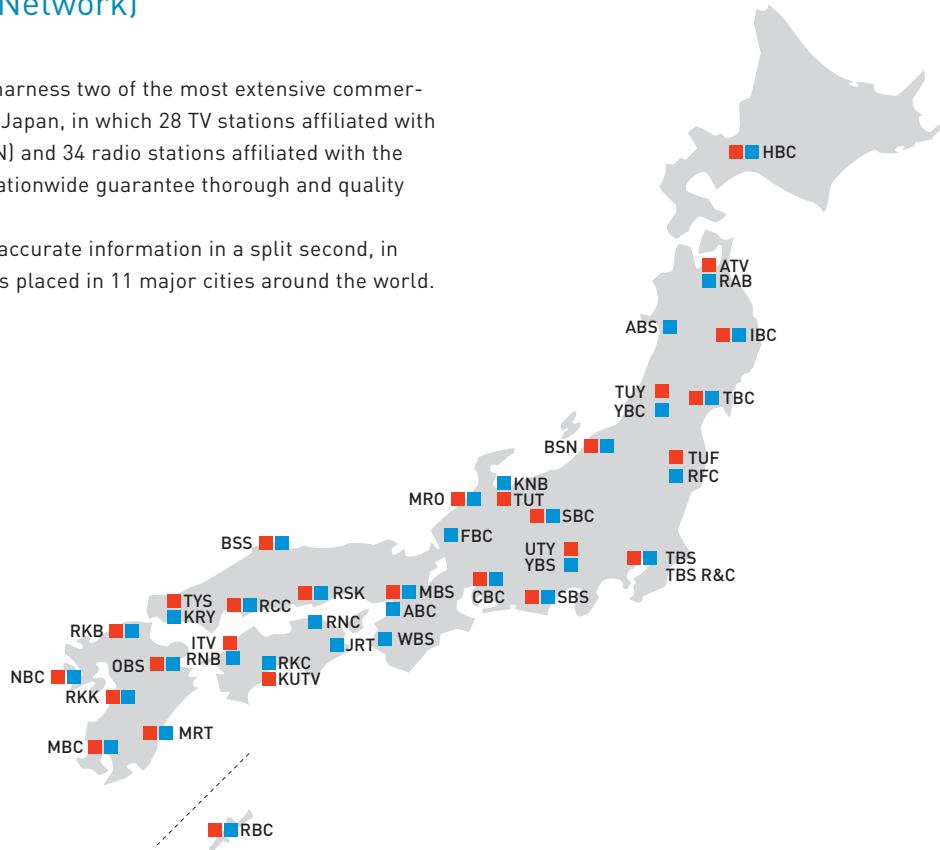 Network)
harness two of the most extensive commer-
Japan, in which 28 TV stations affiliated with
N) and 34 radio stations affiliated with the
ationwide guarantee thorough and quality
accurate information in a split second, in
s placed in 11 major cities around the world.
HBC
ATV
RAB
ABS
IBC
TUY
TBC
YBC
BSN
TUF
RFC
KNB
MRO
TUT
SBC
FBC
BSS
UTY
YBS
TBS
TBS R&C
CBC
SBS
RSK
MBS
ABC
TYS
RCC
KRY
RNC
RKB
WBS
ITV
JRT
RNB
OBS
RKC
NBC
KUTV
RKK
MRT
MBC
RBC